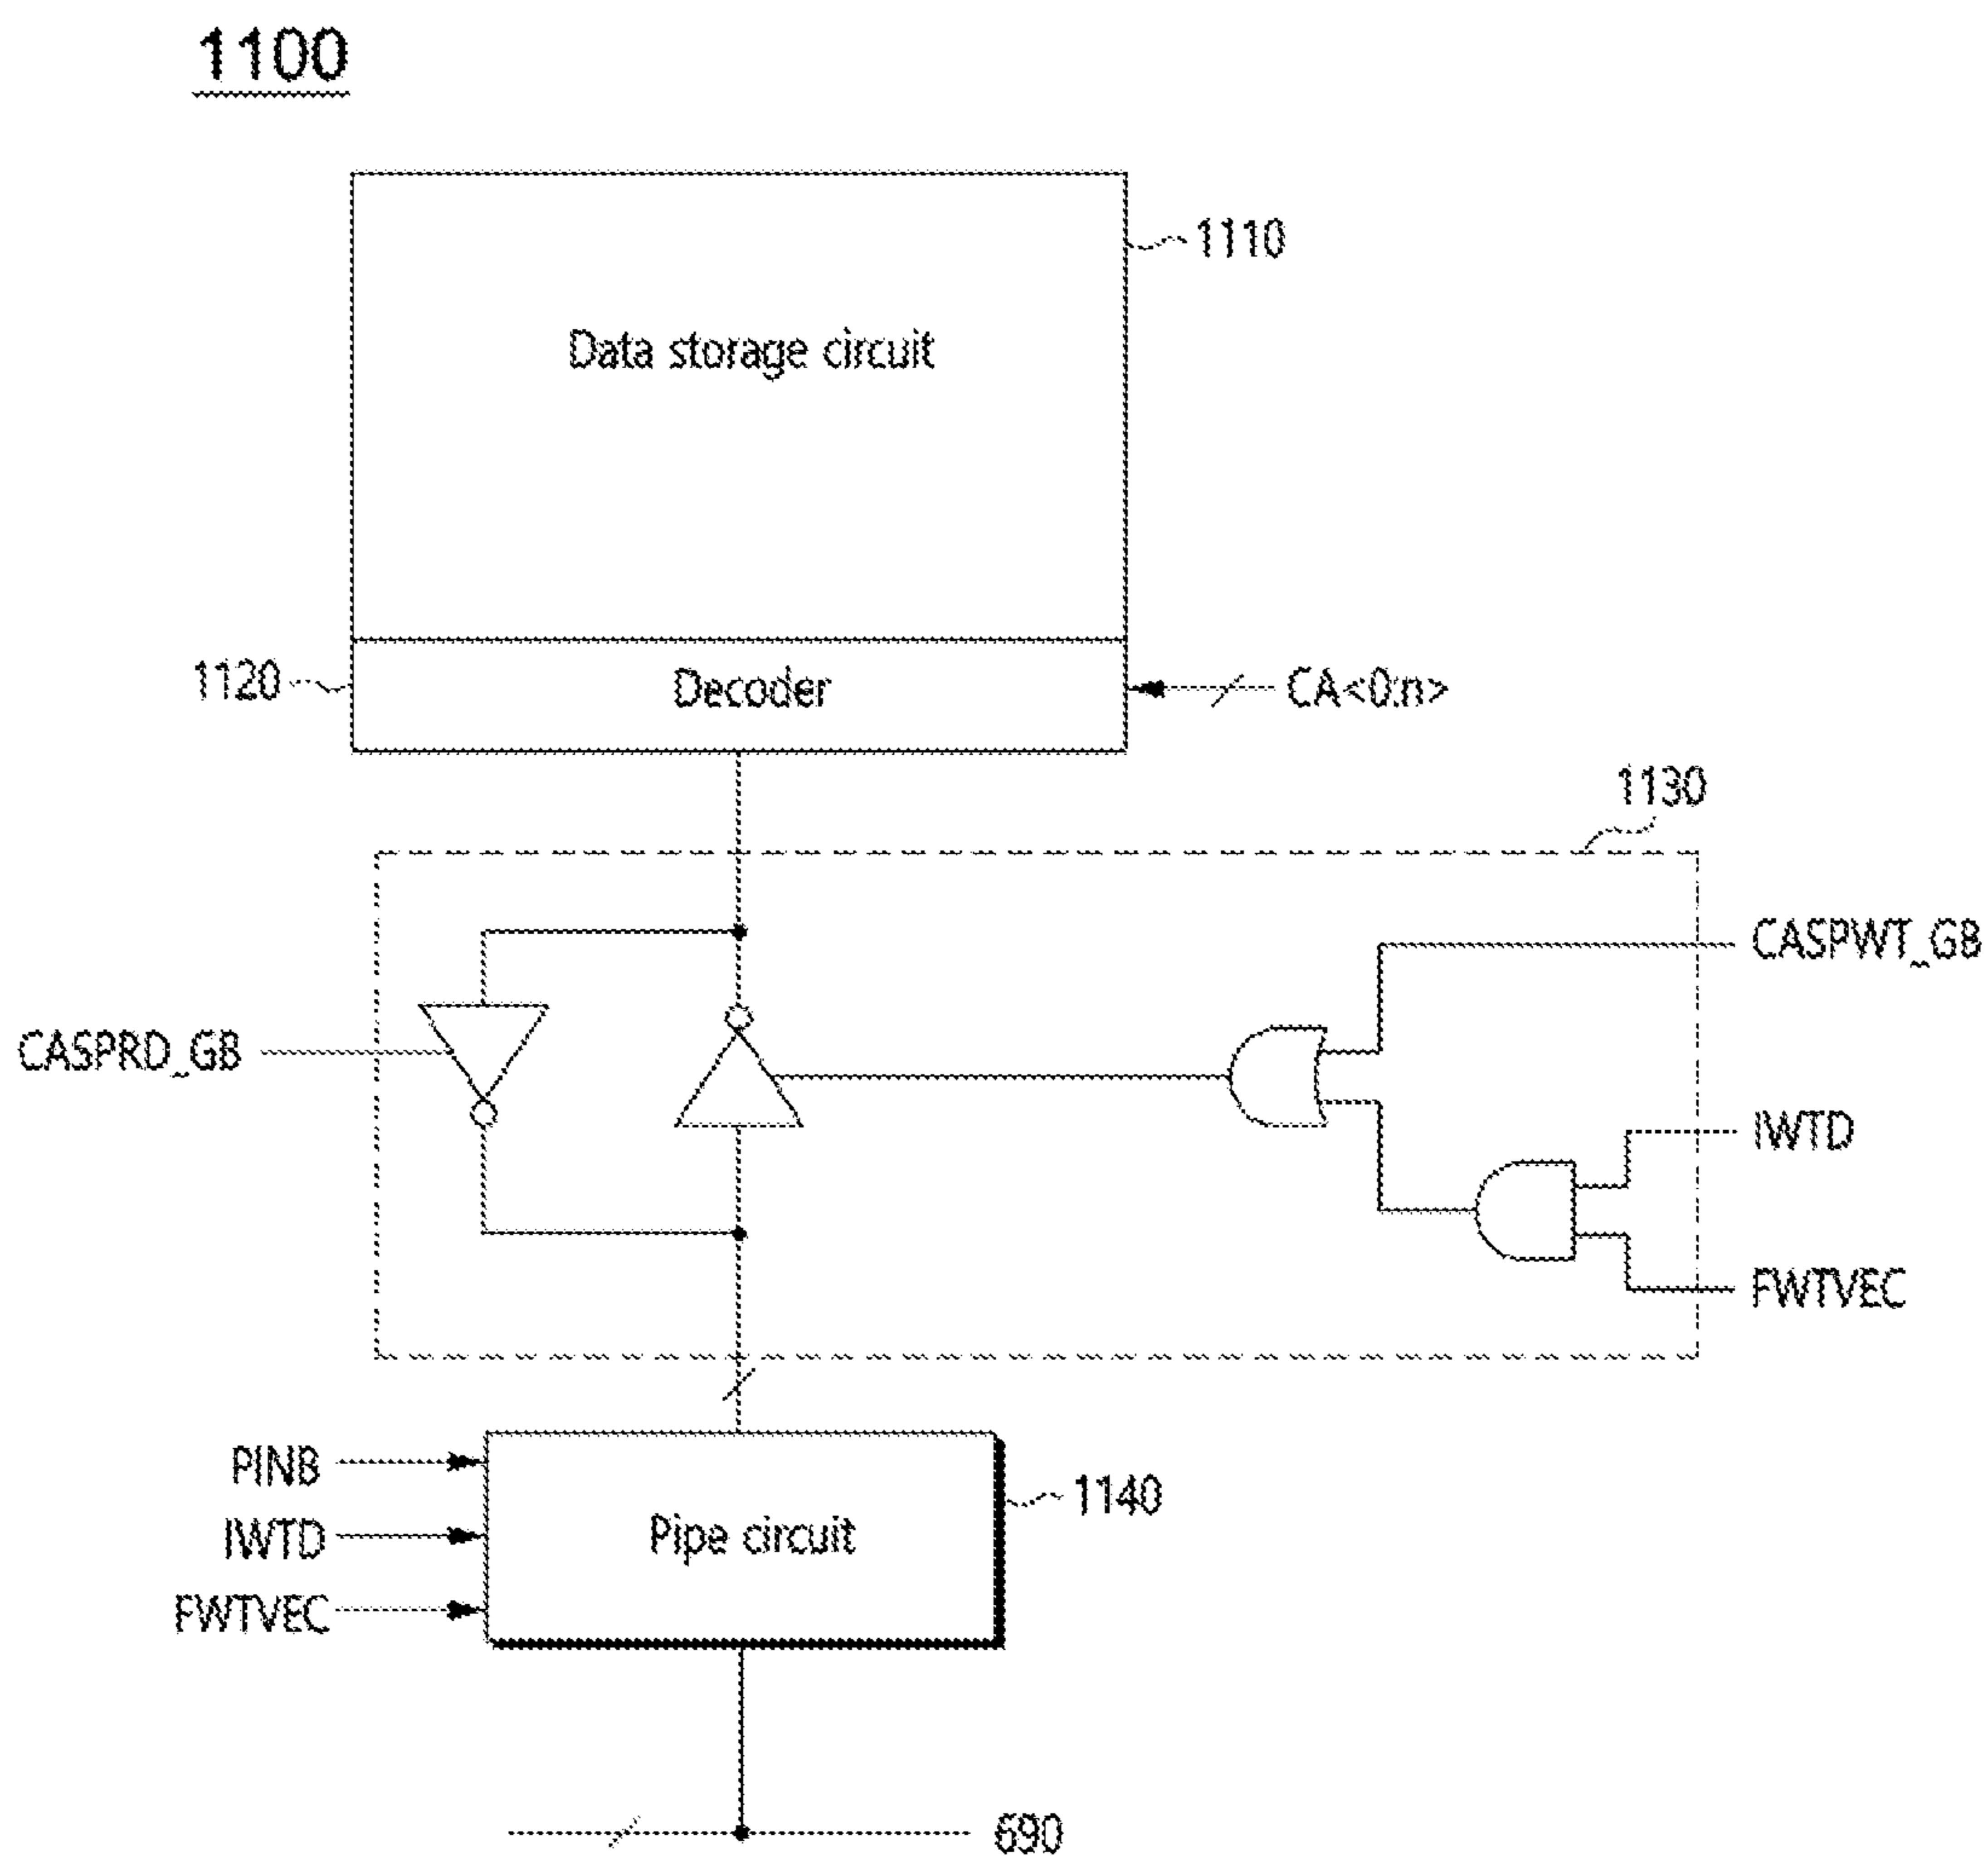 1100
1110
Data storage circuit
1120
Decoder
CA<0:n>
1130
CASPWT_GB
CASPRD_GB
IWTD
FWTVEC
PINB
IWTD
FWTVEC
Pipe circuit
1140
690